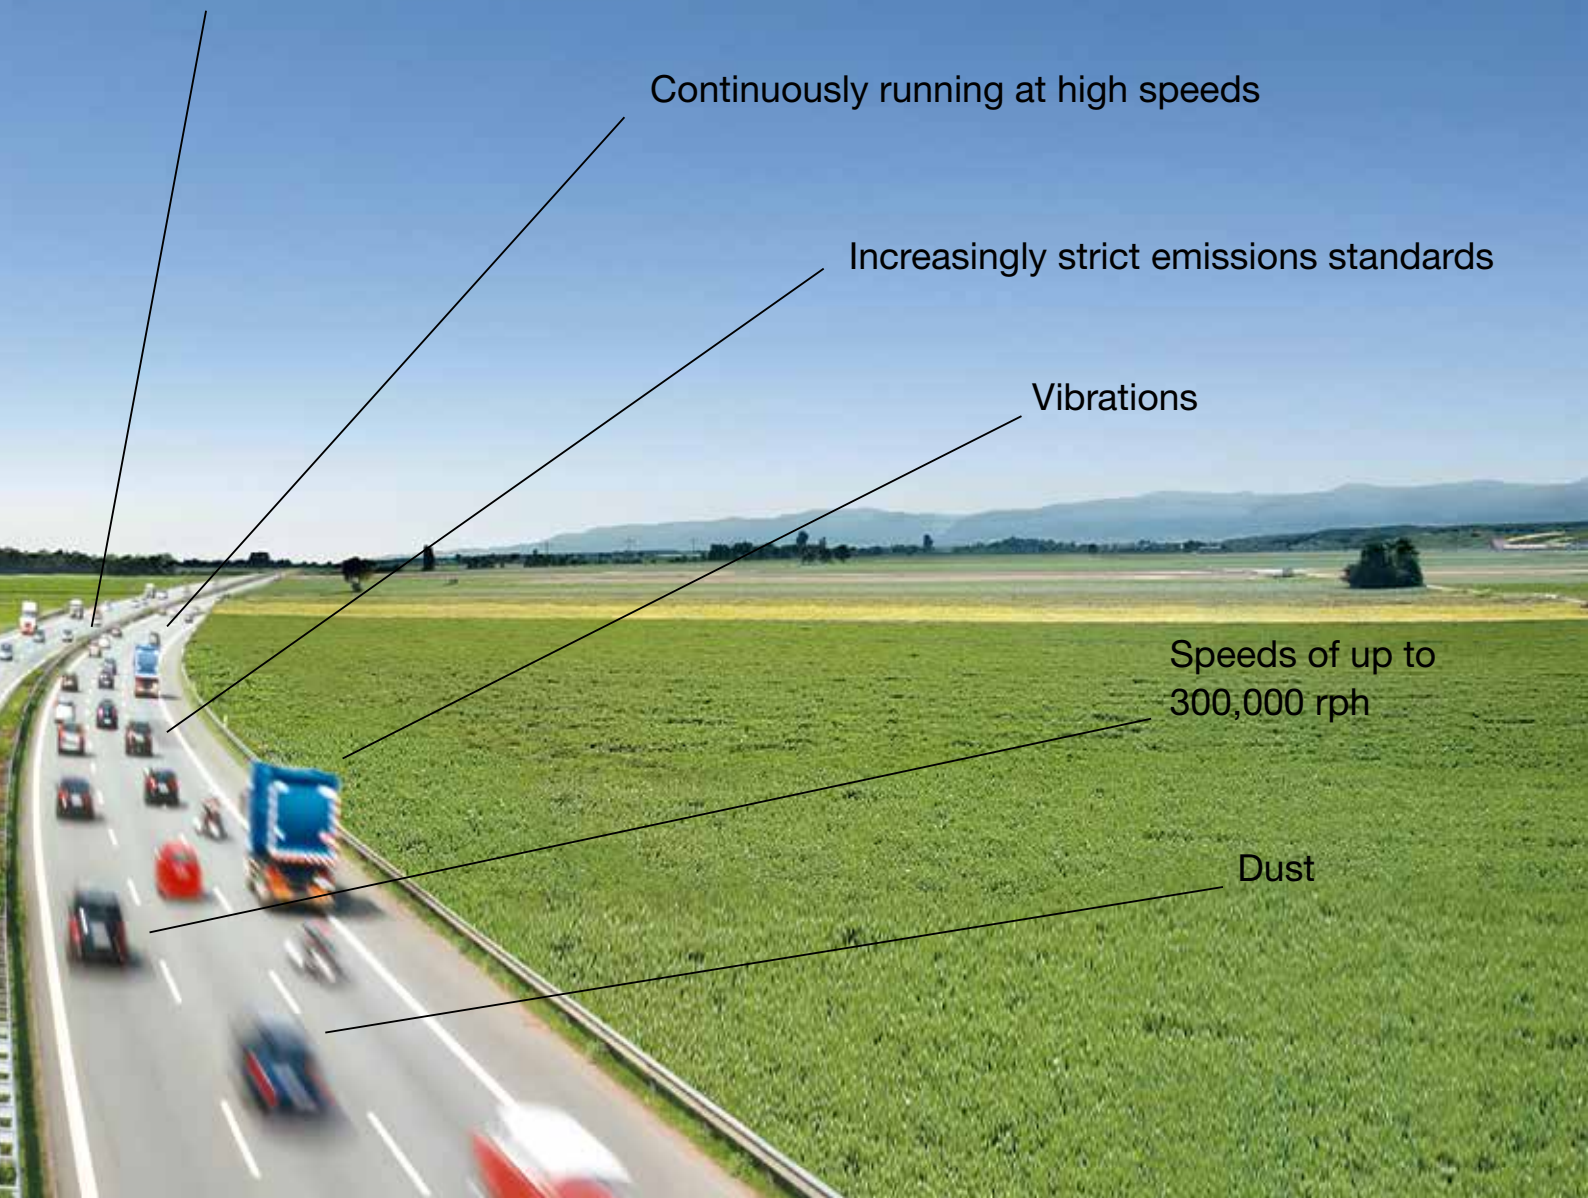 Continuously running at high speeds
Increasingly strict emissions standards
Vibrations
Speeds of up to
300,000 rph
Dust